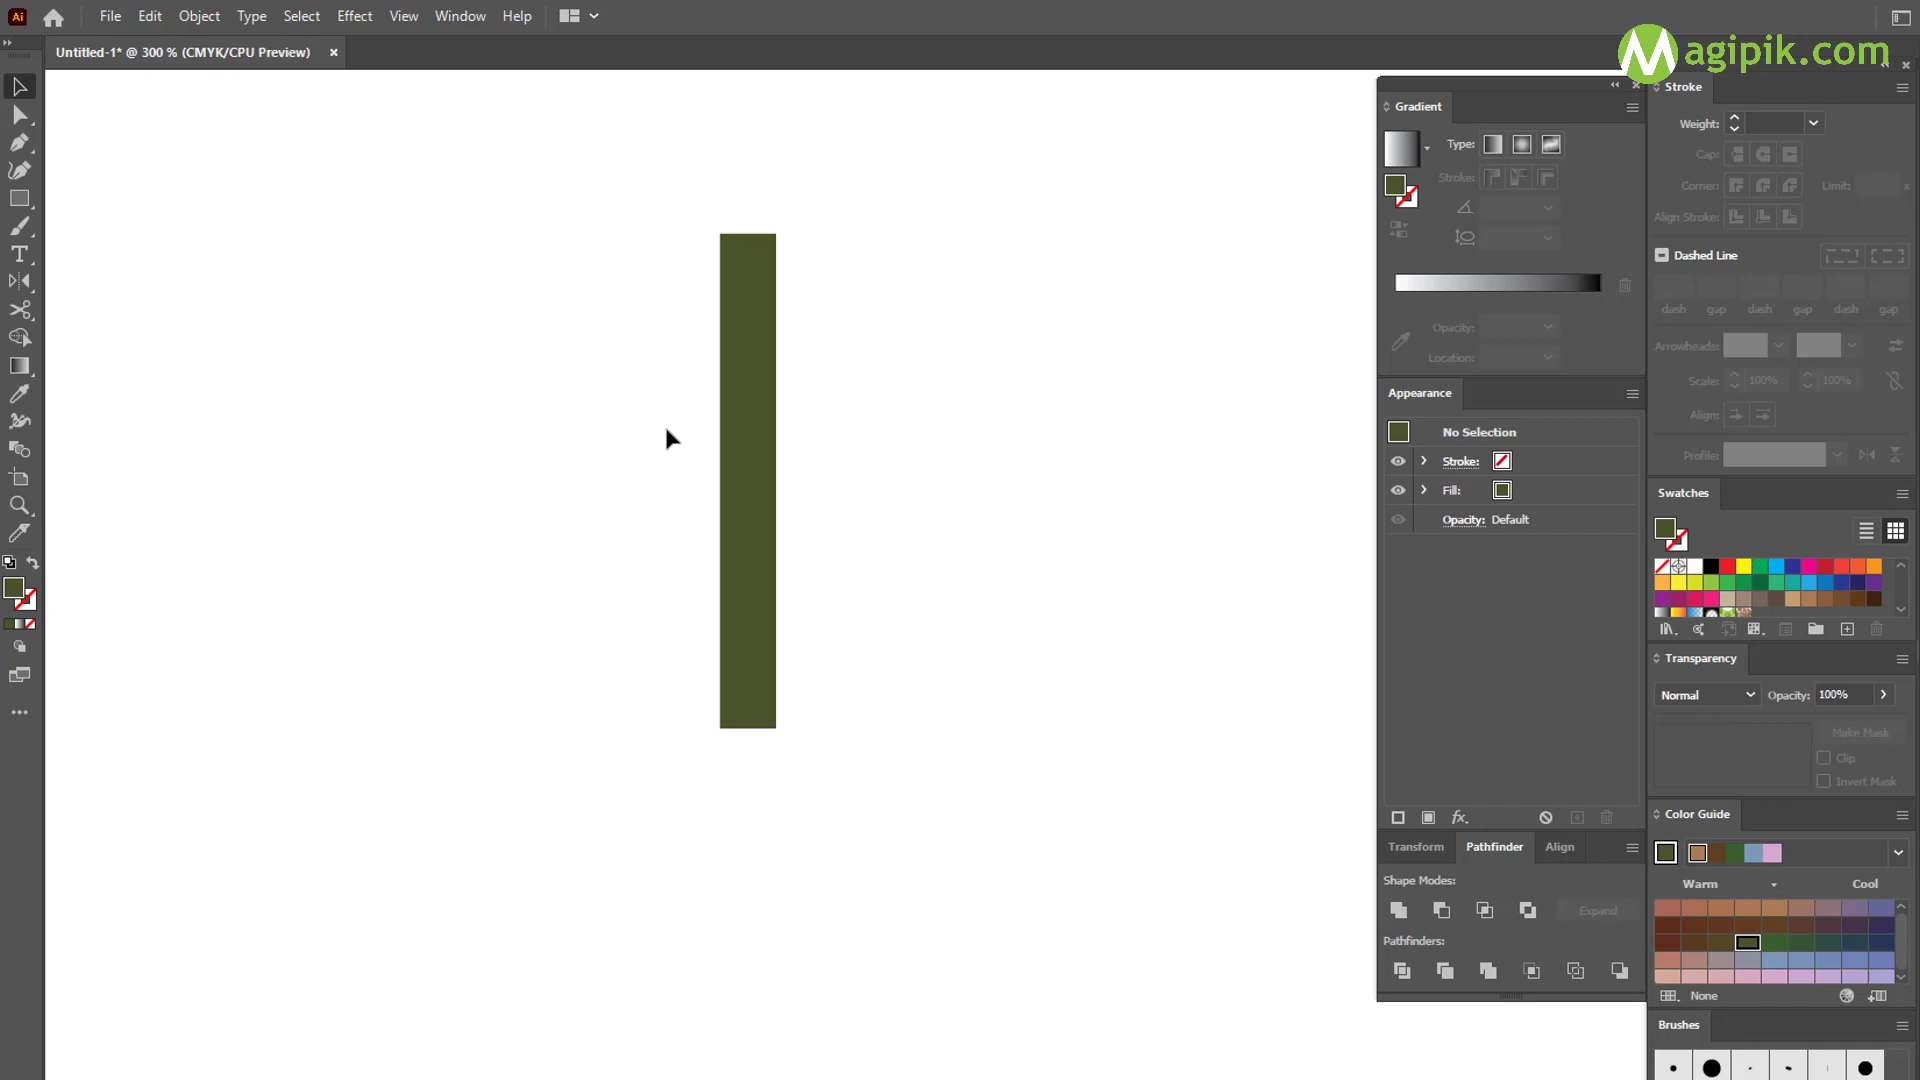 Ai File Edit Object Type Select Effect View Window Help
Untitled-1* @ 300 % (CMYK/CPU Preview) ×
Magipik.com
Gradient
Type:
Stroke:
Opacity:
Location:
Appearance
No Selection
Stroke:
Fill:
Opacity: Default
fx.
Transform Pathfinder Align
Shape Modes:
Expand
Pathfinders:
Stroke
Weight:
Cap:
Corner: Limit: x
Align Stroke:
Dashed Line
dash gap dash gap dash gap
Arrowheads:
Scale: 100% 100%
Align:
Profile:
Swatches
Transparency
Normal Opacity: 100%
Make Mask
Clip
Invert Mask
Color Guide
Warm Cool
None
Brushes